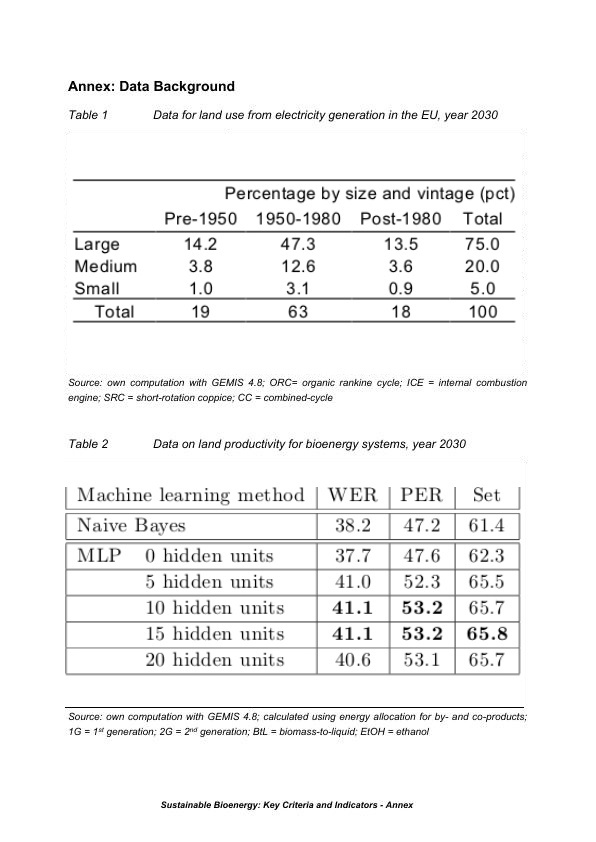 Annex: Data Background
Table 1 Data for land use from electricity generation in the EU, year 2030
Percentage by size and vintage (pct)
Pre-1950 1950-1980 Post-1980 Total
Large 14.2 47.3 13.5 75.0
Medium 3.8 12.6 3.6 20.0
Small 1.0 3.1 0.9 5.0
Total 19 63 18 100
Source: own computation with GEMIS 4.8; ORC= organic rankine cycle; ICE = internal combustion
engine; SRC = short-rotation coppice; CC = combined-cycle
Table 2 Data on land productivity for bioenergy systems, year 2030
Machine learning method WER PER Set
Naive Bayes 38.2 47.2 61.4
MLP 0 hidden units 37.7 47.6 62.3
5 hidden units 41.0 52.3 65.5
10 hidden units 41.1 53.2 65.7
15 hidden units 41.1 53.2 65.8
20 hidden units 40.6 53.1 65.7
Source: own computation with GEMIS 4.8; calculated using energy allocation for by- and co-products;
1G = 1st generation; 2G = 2nd generation; BtL = biomass-to-liquid; EtOH = ethanol
Sustainable Bioenergy: Key Criteria and Indicators - Annex